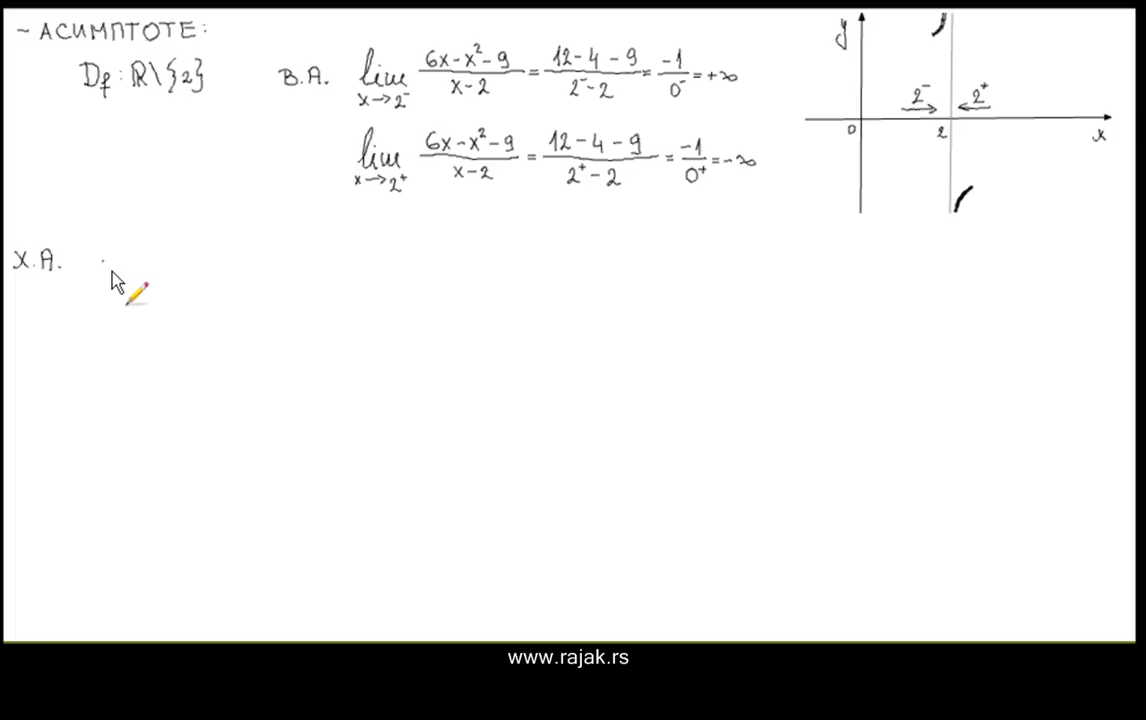 ~ АСИМПТОТЕ:
Df : ℝ \ {2}
В.А. lim x→2⁻ (6x-x²-9)/(x-2) = (12-4-9)/(2⁻-2) = -1/0⁻ = +∞
lim x→2⁺ (6x-x²-9)/(x-2) = (12-4-9)/(2⁺-2) = -1/0⁺ = -∞
y
2⁻ 2⁺
0 2 x
Х.А.
www.rajak.rs